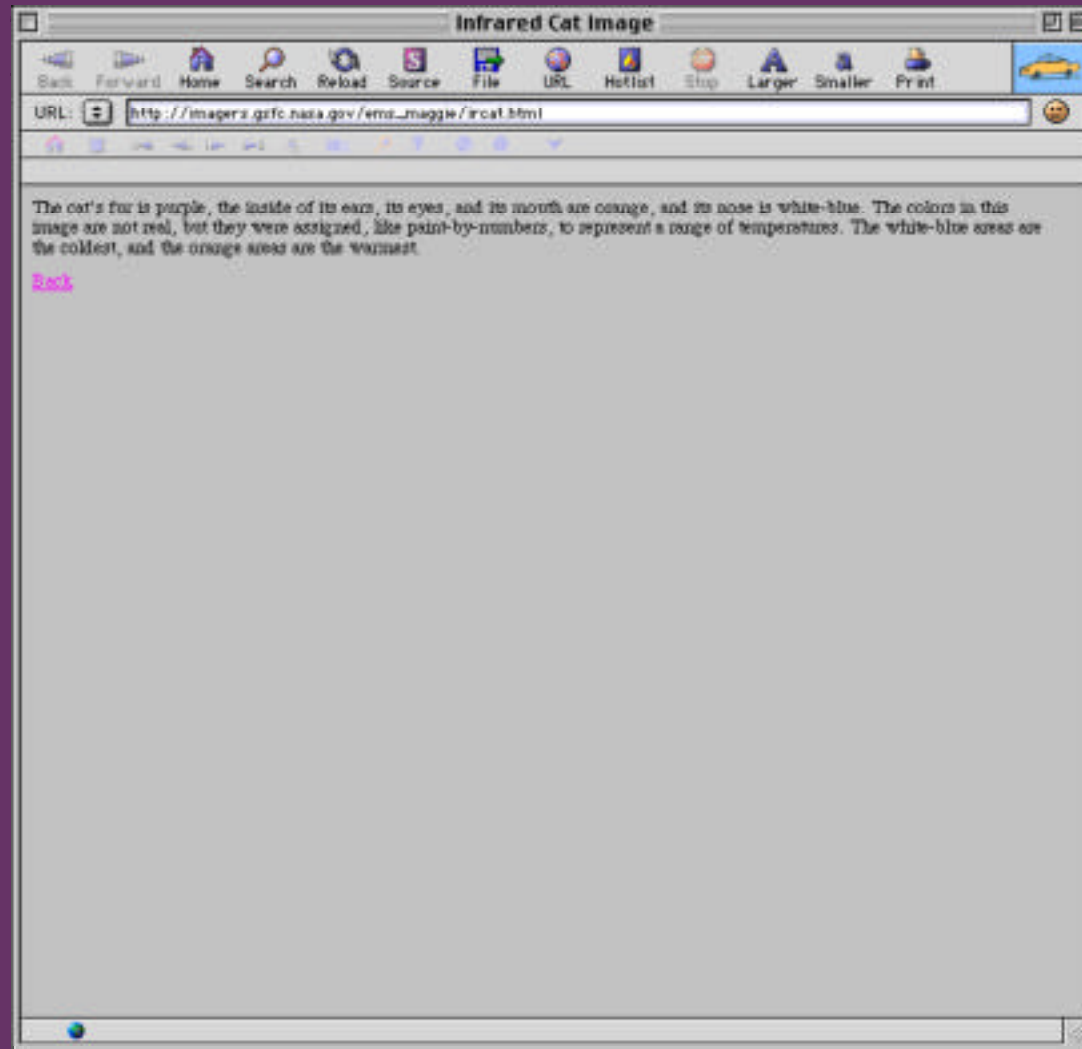 Infrared Cat Image
Back Forward Home Search Reload Source File URL Hotlist Stop Larger Smaller Print
URL: http://imagers.gsfc.nasa.gov/ems_maggie/ircat.html
The cat's fur is purple, the inside of its ears, its eyes, and its mouth are orange, and its nose is white-blue. The colors in this
image are not real, but they were assigned, like paint-by-numbers, to represent a range of temperatures. The white-blue areas are
the coldest, and the orange areas are the warmest.
Back